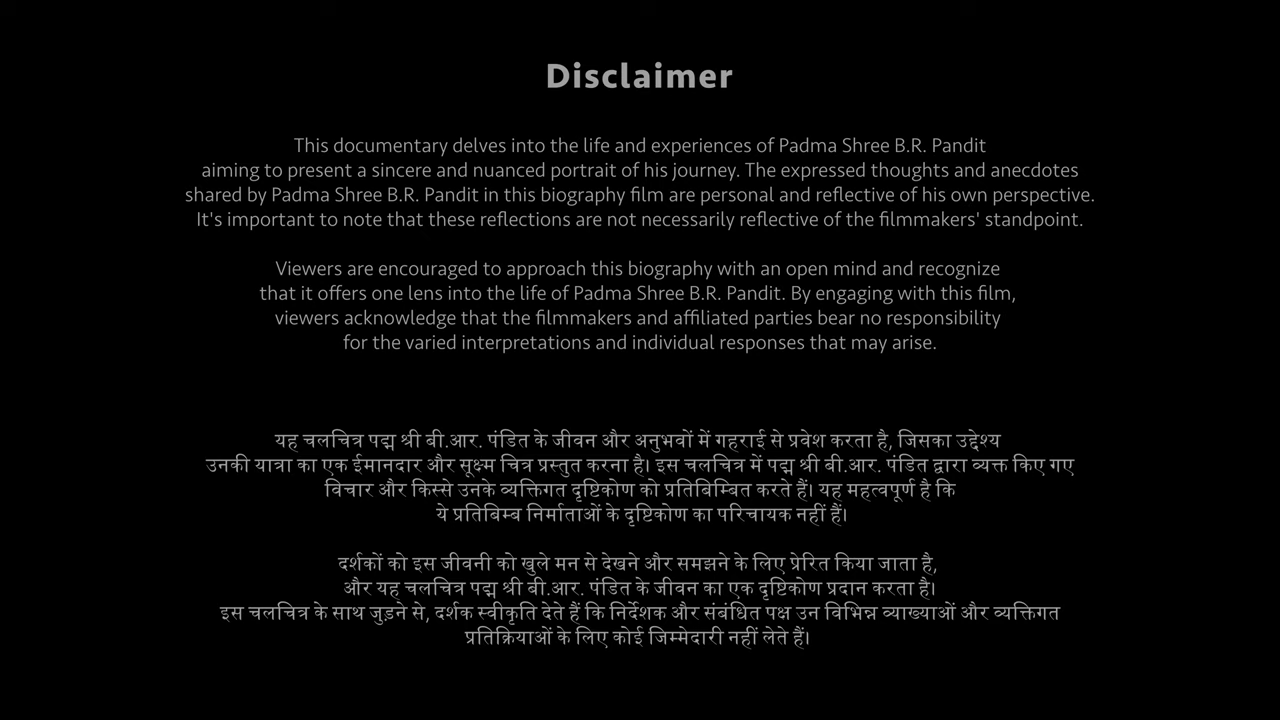 Disclaimer
This documentary delves into the life and experiences of Padma Shree B.R. Pandit
aiming to present a sincere and nuanced portrait of his journey. The expressed thoughts and anecdotes
shared by Padma Shree B.R. Pandit in this biography film are personal and reflective of his own perspective.
It's important to note that these reflections are not necessarily reflective of the filmmakers' standpoint.
Viewers are encouraged to approach this biography with an open mind and recognize
that it offers one lens into the life of Padma Shree B.R. Pandit. By engaging with this film,
viewers acknowledge that the filmmakers and affiliated parties bear no responsibility
for the varied interpretations and individual responses that may arise.
यह चलचित्र पद्म श्री बी.आर. पंडित के जीवन और अनुभवों में गहराई से प्रवेश करता है, जिसका उद्देश्य
उनकी यात्रा का एक ईमानदार और सूक्ष्म चित्र प्रस्तुत करना है। इस चलचित्र में पद्म श्री बी.आर. पंडित द्वारा व्यक्त किए गए
विचार और किस्से उनके व्यक्तिगत दृष्टिकोण को प्रतिबिम्बित करते हैं। यह महत्वपूर्ण है कि
ये प्रतिबिम्ब निर्माताओं के दृष्टिकोण का परिचायक नहीं हैं।
दर्शकों को इस जीवनी को खुले मन से देखने और समझने के लिए प्रेरित किया जाता है,
और यह चलचित्र पद्म श्री बी.आर. पंडित के जीवन का एक दृष्टिकोण प्रदान करता है।
इस चलचित्र के साथ जुड़ने से, दर्शक स्वीकृति देते हैं कि निर्देशक और संबंधित पक्ष उन विभिन्न व्याख्याओं और व्यक्तिगत
प्रतिक्रियाओं के लिए कोई जिम्मेदारी नहीं लेते हैं।